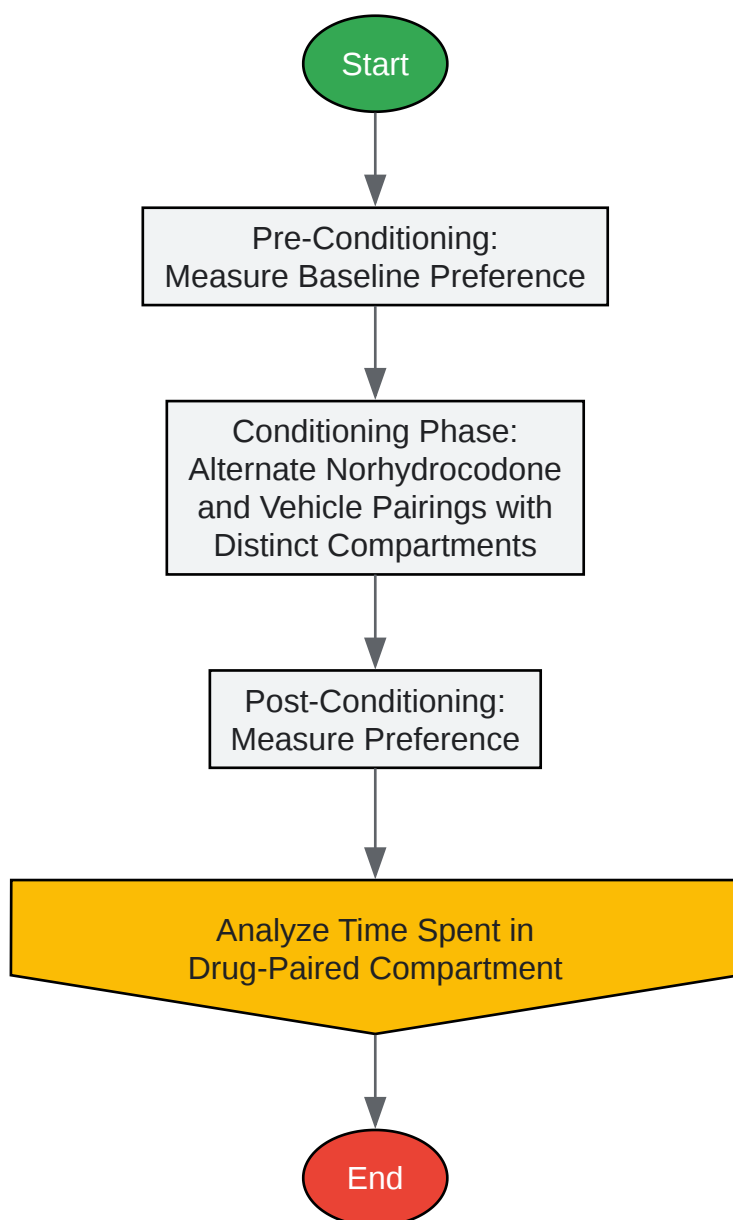 Start
Pre-Conditioning:
Measure Baseline Preference
Conditioning Phase:
Alternate Norhydrocodone
and Vehicle Pairings with
Distinct Compartments
Post-Conditioning:
Measure Preference
Analyze Time Spent in
Drug-Paired Compartment
End